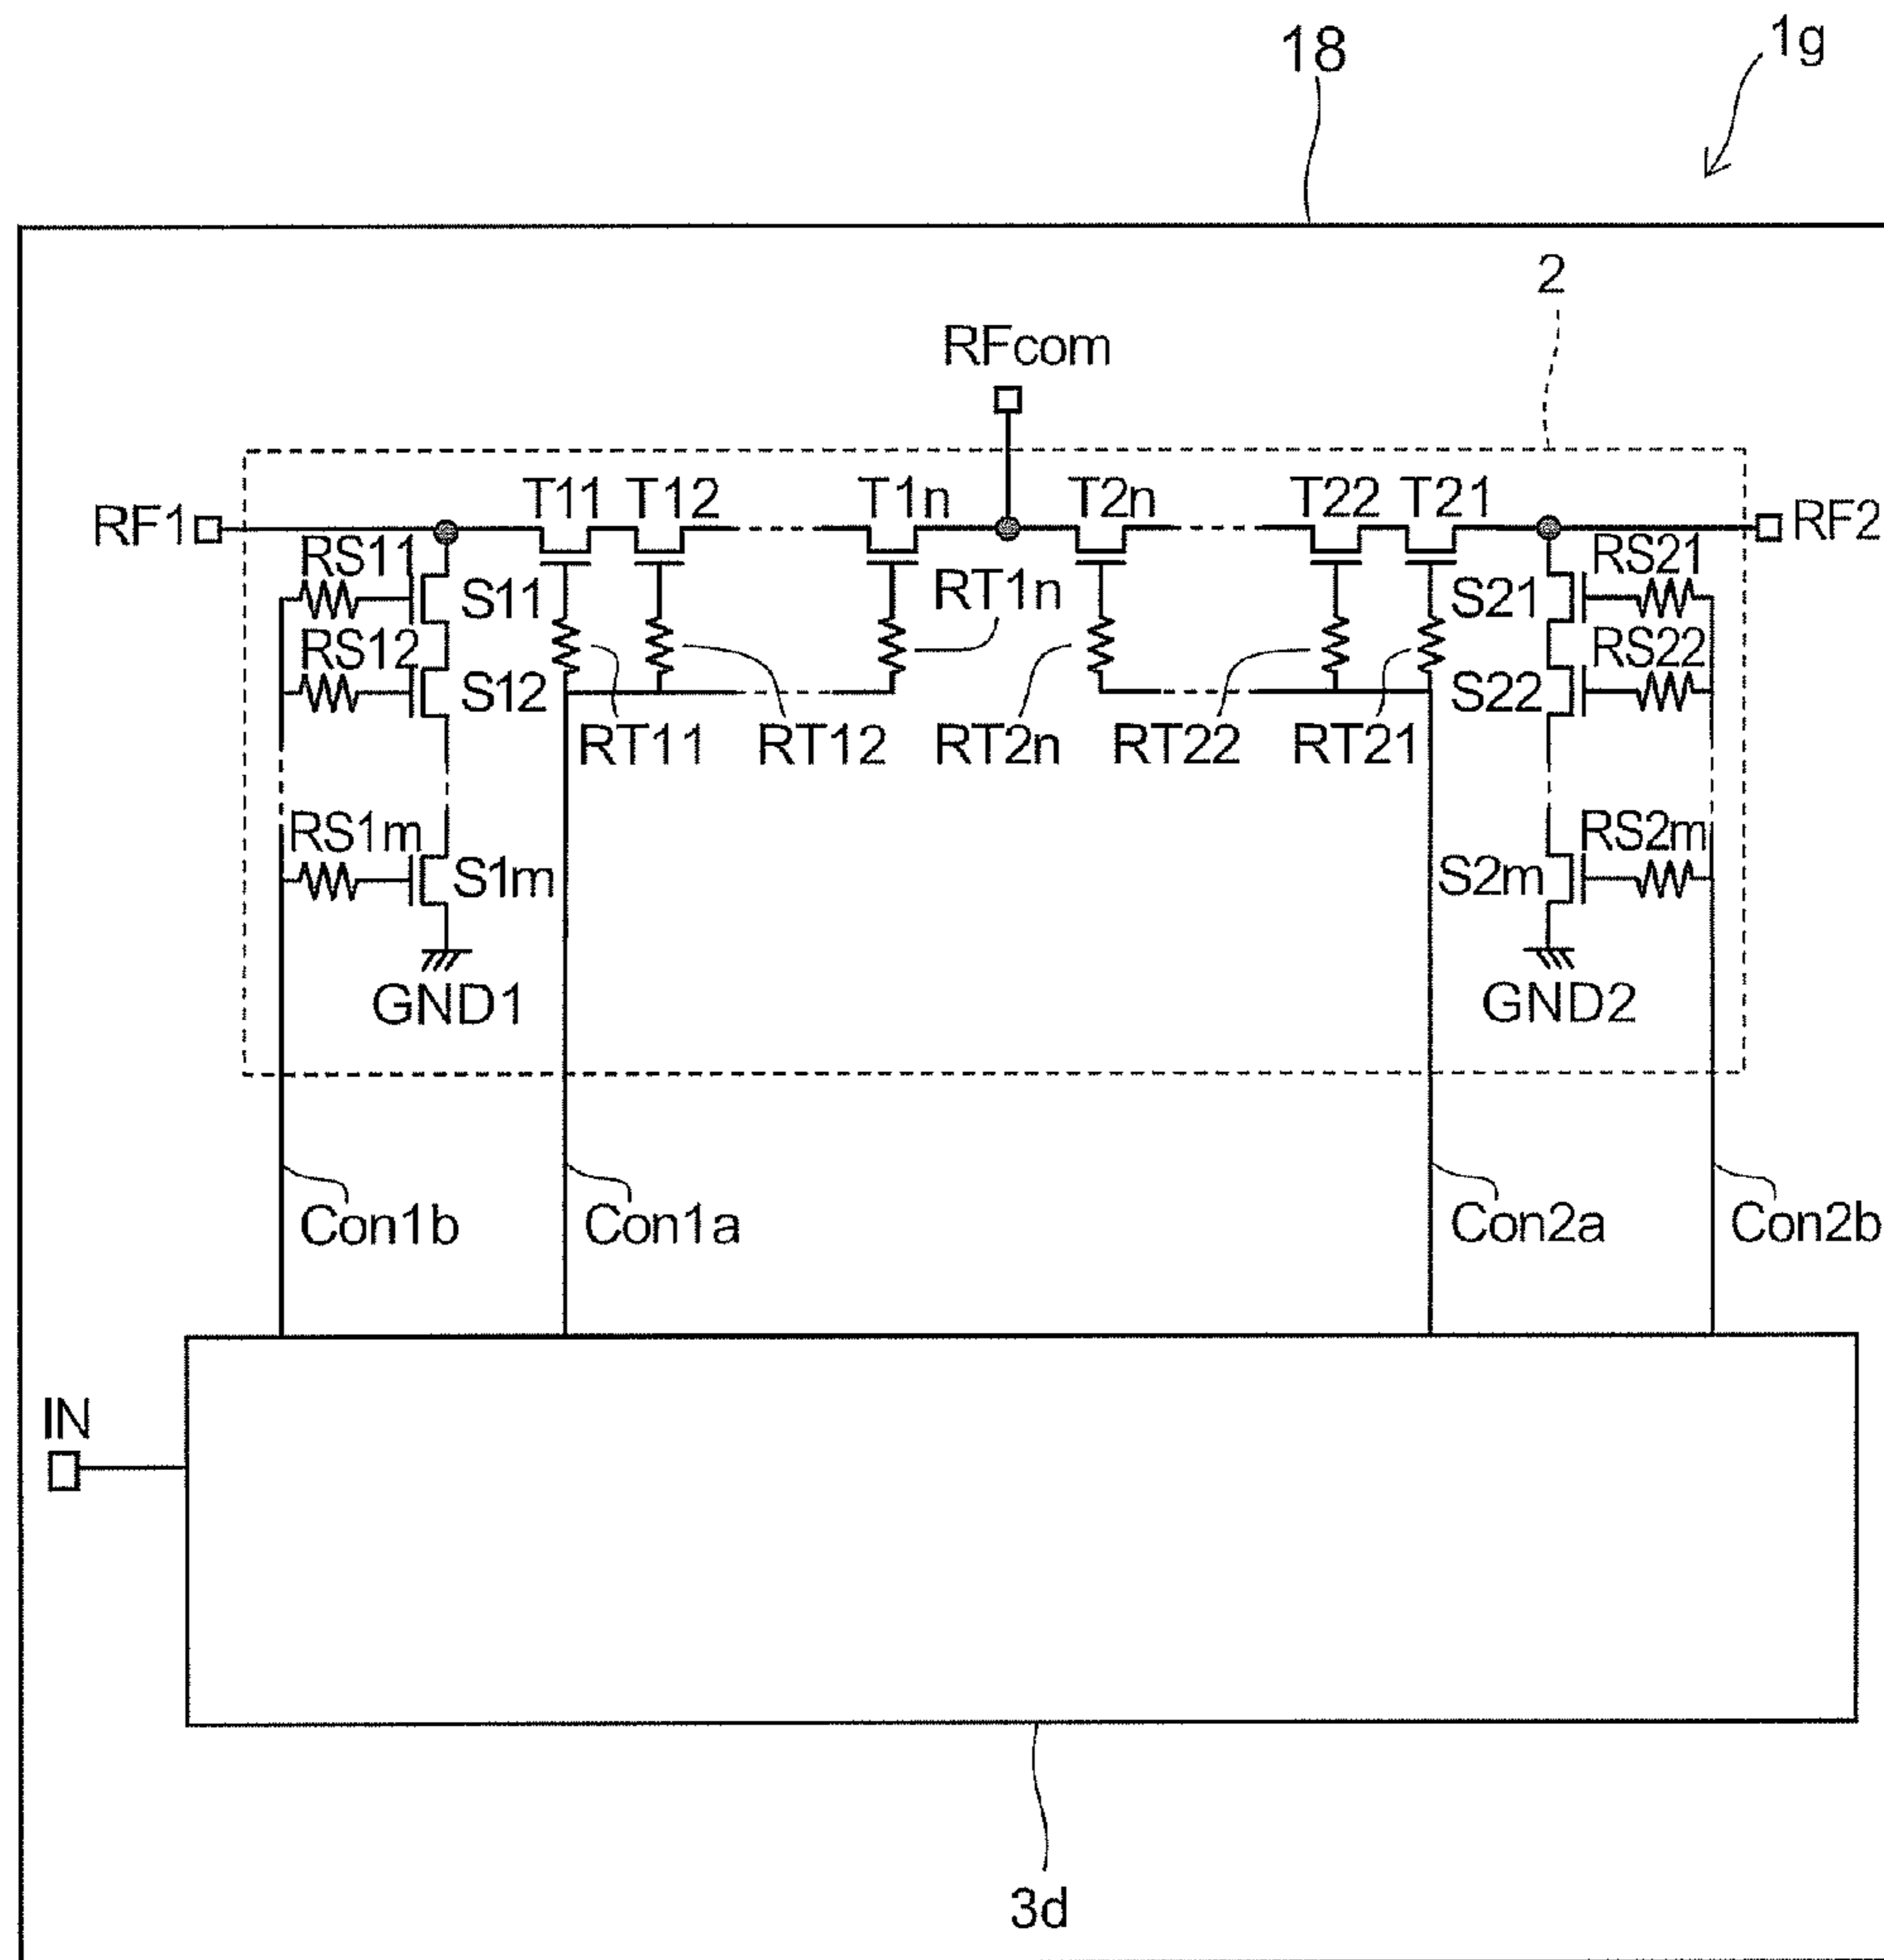 18
1g
2
RFcom
T11
T12
T1n
T2n
T22
T21
RF1
RF2
RS11
S11
RT1n
S21
RS21
RS12
S12
S22
RS22
RT11
RT12
RT2n
RT22
RT21
RS1m
S1m
S2m
RS2m
GND1
GND2
Con1b
Con1a
Con2a
Con2b
IN
3d